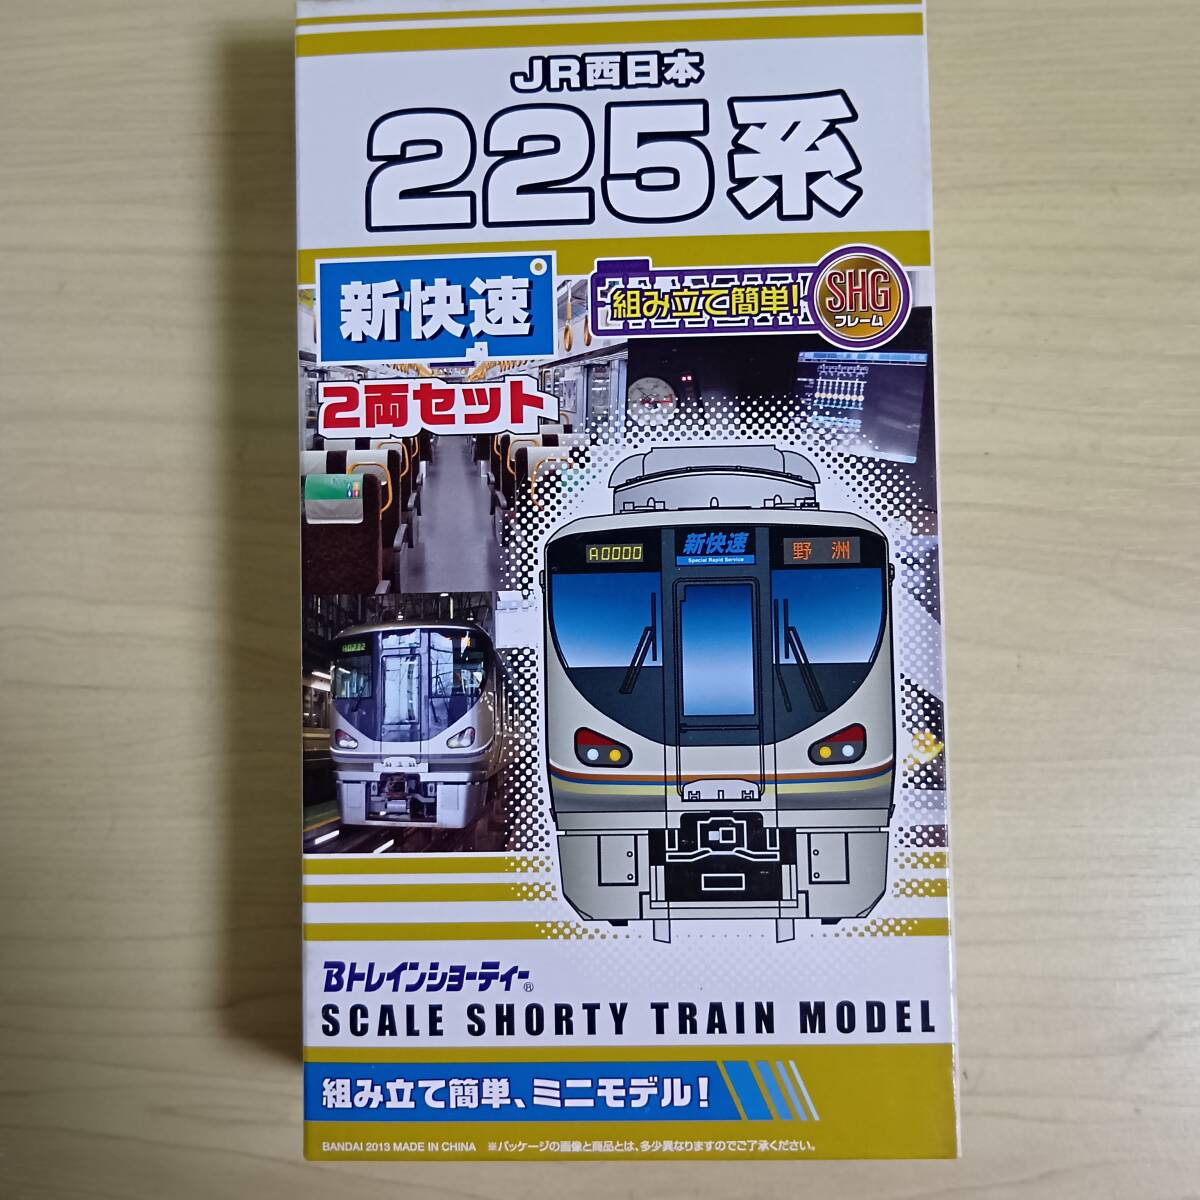 JR西日本
225系
新快速
組み立て簡単!
SHG
フレーム
2両セット
A0000
新快速
Special Rapid Service
野洲
Bトレインショーティー®
SCALE SHORTY TRAIN MODEL
組み立て簡単、ミニモデル!
BANDAI 2013 MADE IN CHINA ※パッケージの画像と商品とは、多少異なりますのでご了承ください。